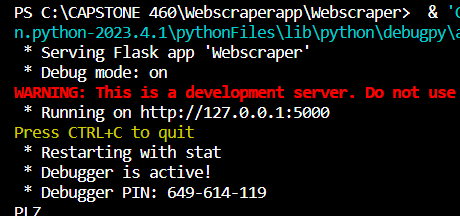 PS C:\CAPSTONE 460\Webscraperapp\Webscraper>  & '
n.python-2023.4.1\pythonFiles\lib\python\debugpy\
 * Serving Flask app 'Webscraper'
 * Debug mode: on
WARNING: This is a development server. Do not use
 * Running on http://127.0.0.1:5000
Press CTRL+C to quit
 * Restarting with stat
 * Debugger is active!
 * Debugger PIN: 649-614-119